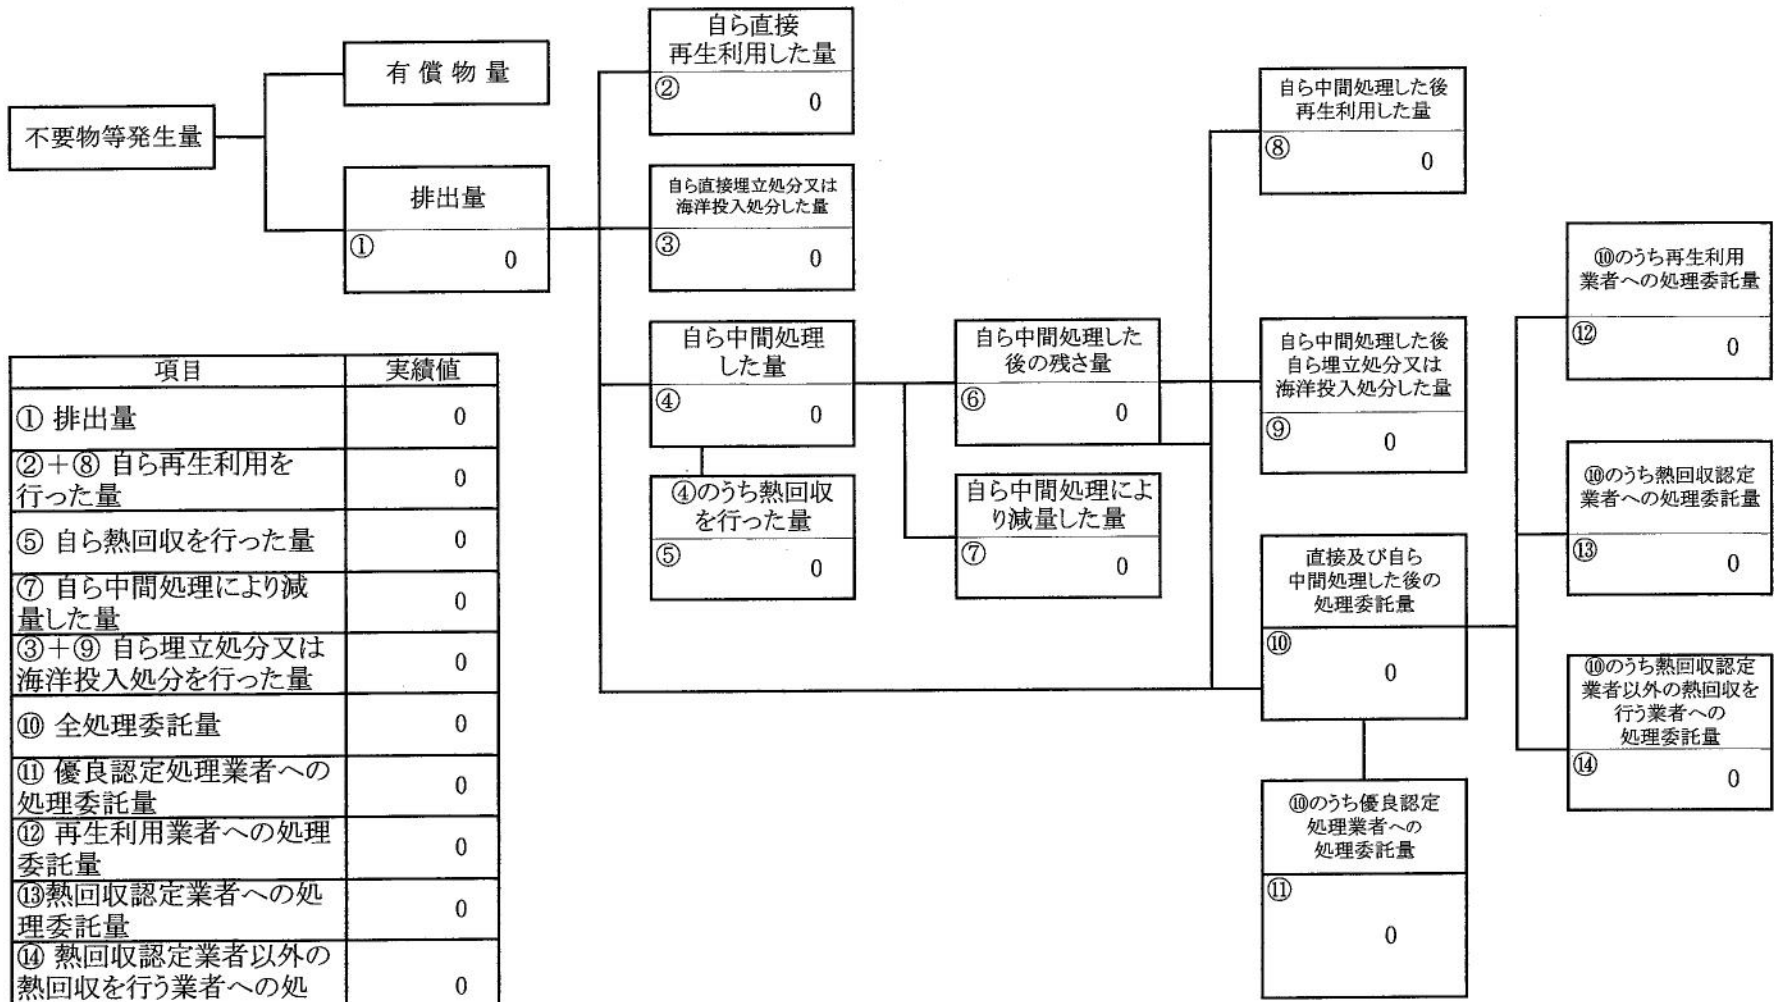 不要物等発生量
有償物量
排出量
①
0
自ら直接
再生利用した量
②
0
自ら直接埋立処分又は
海洋投入処分した量
③
0
自ら中間処理
した量
④
0
④のうち熱回収
を行った量
⑤
0
自ら中間処理した
後の残さ量
⑥
0
自ら中間処理によ
り減量した量
⑦
0
自ら中間処理した後
再生利用した量
⑧
0
自ら中間処理した後
自ら埋立処分又は
海洋投入処分した量
⑨
0
直接及び自ら
中間処理した後の
処理委託量
⑩
0
⑩のうち優良認定
処理業者への
処理委託量
⑪
0
⑩のうち再生利用
業者への処理委託量
⑫
0
⑩のうち熱回収認定
業者への処理委託量
⑬
0
⑩のうち熱回収認定
業者以外の熱回収を
行う業者への
処理委託量
⑭
0
項目 実績値
① 排出量 0
②+⑧ 自ら再生利用を
行った量 0
⑤ 自ら熱回収を行った量 0
⑦ 自ら中間処理により減
量した量 0
③+⑨ 自ら埋立処分又は
海洋投入処分を行った量 0
⑩ 全処理委託量 0
⑪ 優良認定処理業者への
処理委託量 0
⑫ 再生利用業者への処理
委託量 0
⑬熱回収認定業者への処
理委託量 0
⑭ 熱回収認定業者以外の
熱回収を行う業者への処 0